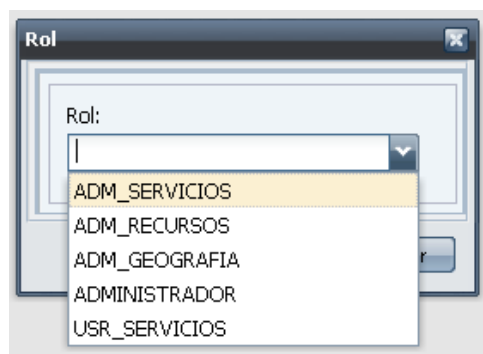 Rol
Rol:
ADM_SERVICIOS
ADM_RECURSOS
ADM_GEOGRAFIA
ADMINISTRADOR
USR_SERVICIOS